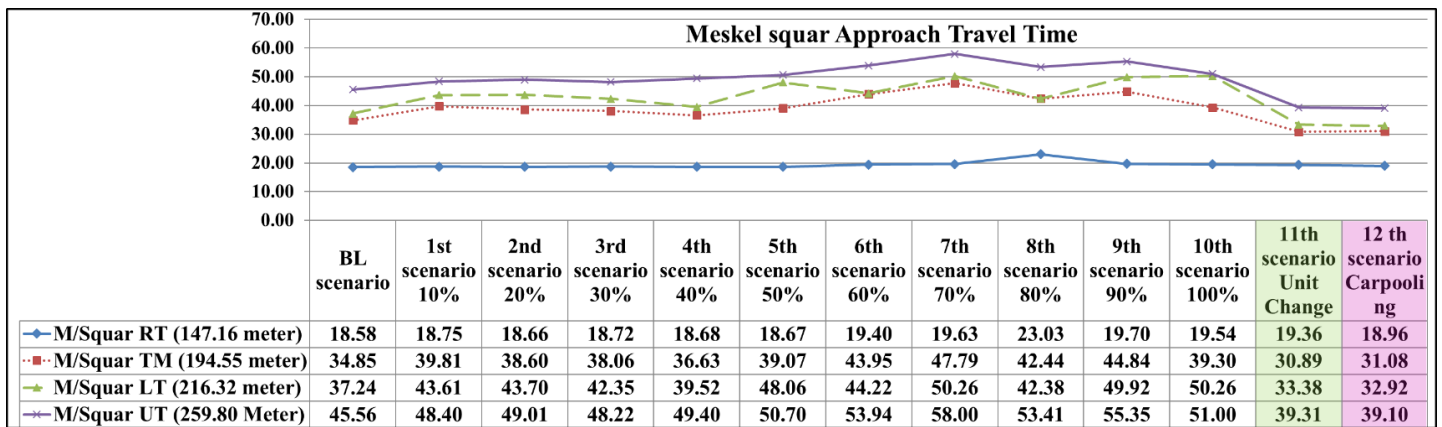 Meskel squar Approach Travel Time
70.00
60.00
50.00
40.00
30.00
20.00
10.00
0.00
BL scenario 1st scenario 10% 2nd scenario 20% 3rd scenario 30% 4th scenario 40% 5th scenario 50% 6th scenario 60% 7th scenario 70% 8th scenario 80% 9th scenario 90% 10th scenario 100% 11th scenario Unit Change 12 th scenario Carpooli ng
M/Squar RT (147.16 meter) 18.58 18.75 18.66 18.72 18.68 18.67 19.40 19.63 23.03 19.70 19.54 19.36 18.96
M/Squar TM (194.55 meter) 34.85 39.81 38.60 38.06 36.63 39.07 43.95 47.79 42.44 44.84 39.30 30.89 31.08
M/Squar LT (216.32 meter) 37.24 43.61 43.70 42.35 39.52 48.06 44.22 50.26 42.38 49.92 50.26 33.38 32.92
M/Squar UT (259.80 Meter) 45.56 48.40 49.01 48.22 49.40 50.70 53.94 58.00 53.41 55.35 51.00 39.31 39.10